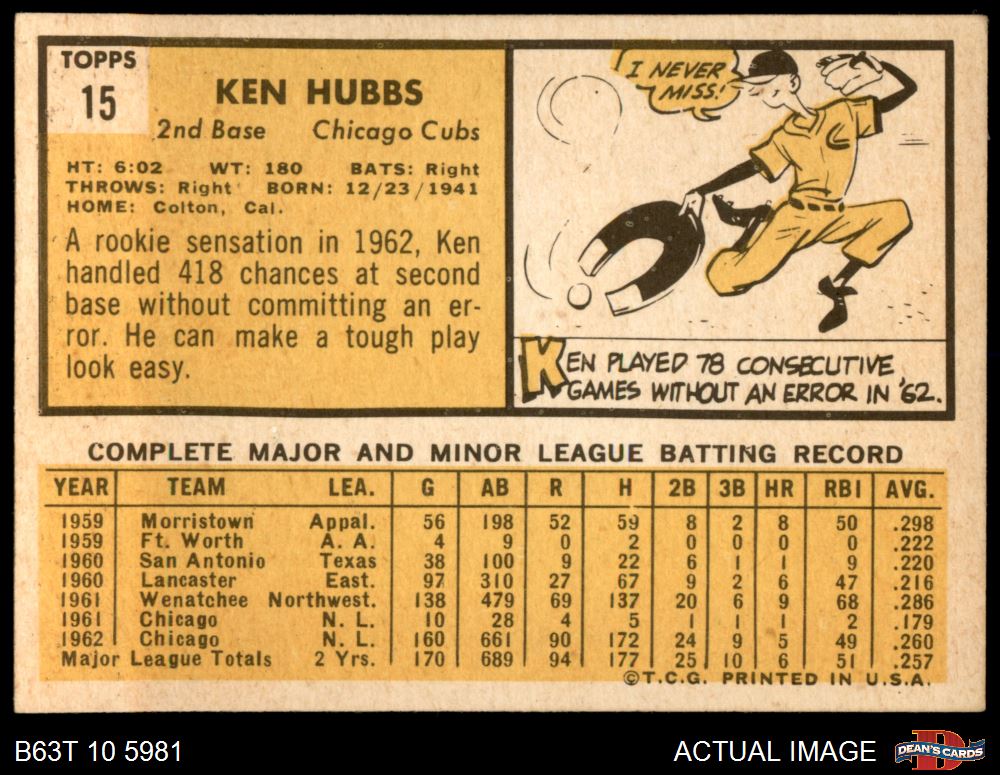 TOPPS
15
KEN HUBBS
2nd Base Chicago Cubs
HT: 6:02 WT: 180 BATS: Right
THROWS: Right BORN: 12/23/1941
HOME: Colton, Cal.
A rookie sensation in 1962, Ken
handled 418 chances at second
base without committing an er-
ror. He can make a tough play
look easy.
I NEVER
MISS!
C
KEN PLAYED 78 CONSECUTIVE
GAMES WITHOUT AN ERROR IN '62.
COMPLETE MAJOR AND MINOR LEAGUE BATTING RECORD
YEAR TEAM LEA. G AB R H 2B 3B HR RBI AVG.
1959 Morristown Appal. 56 198 52 59 8 2 8 50 .298
1959 Ft. Worth A. A. 4 9 0 2 0 0 0 0 .222
1960 San Antonio Texas 38 100 9 22 6 1 1 9 .220
1960 Lancaster East. 97 310 27 67 9 2 6 47 .216
1961 Wenatchee Northwest. 138 479 69 137 20 6 9 68 .286
1961 Chicago N. L. 10 28 4 5 1 1 1 2 .179
1962 Chicago N. L. 160 661 90 172 24 9 5 49 .260
Major League Totals 2 Yrs. 170 689 94 177 25 10 6 51 .257
©T.C.G. PRINTED IN U.S.A.
B63T 10 5981 ACTUAL IMAGE DEAN'S CARDS